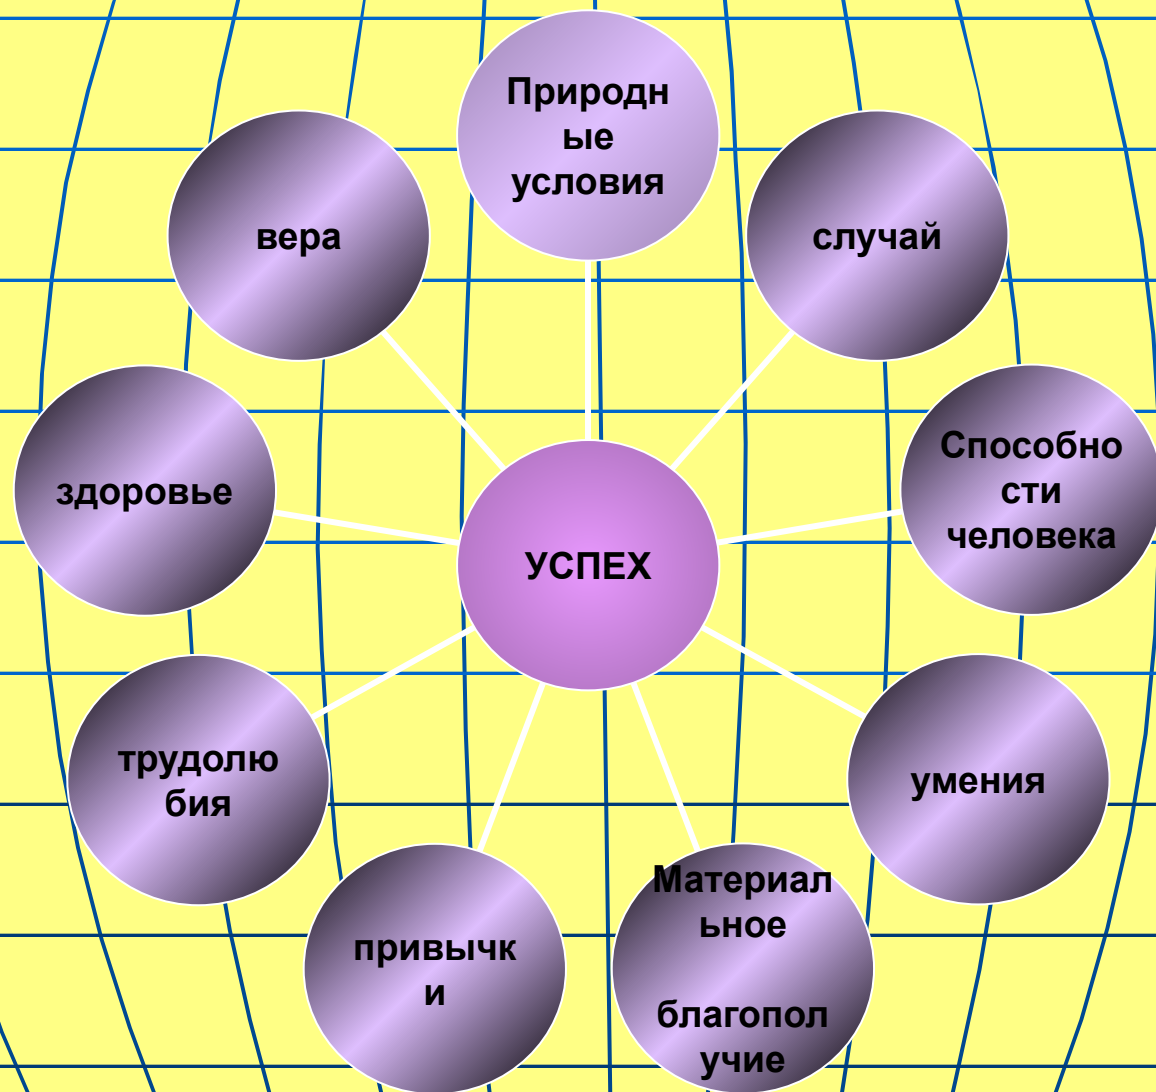 Природн
ые
условия
вера
случай
здоровье
Способно
сти
человека
УСПЕХ
трудолю
бия
умения
привычк
и
Материал
ьное
благопол
учие